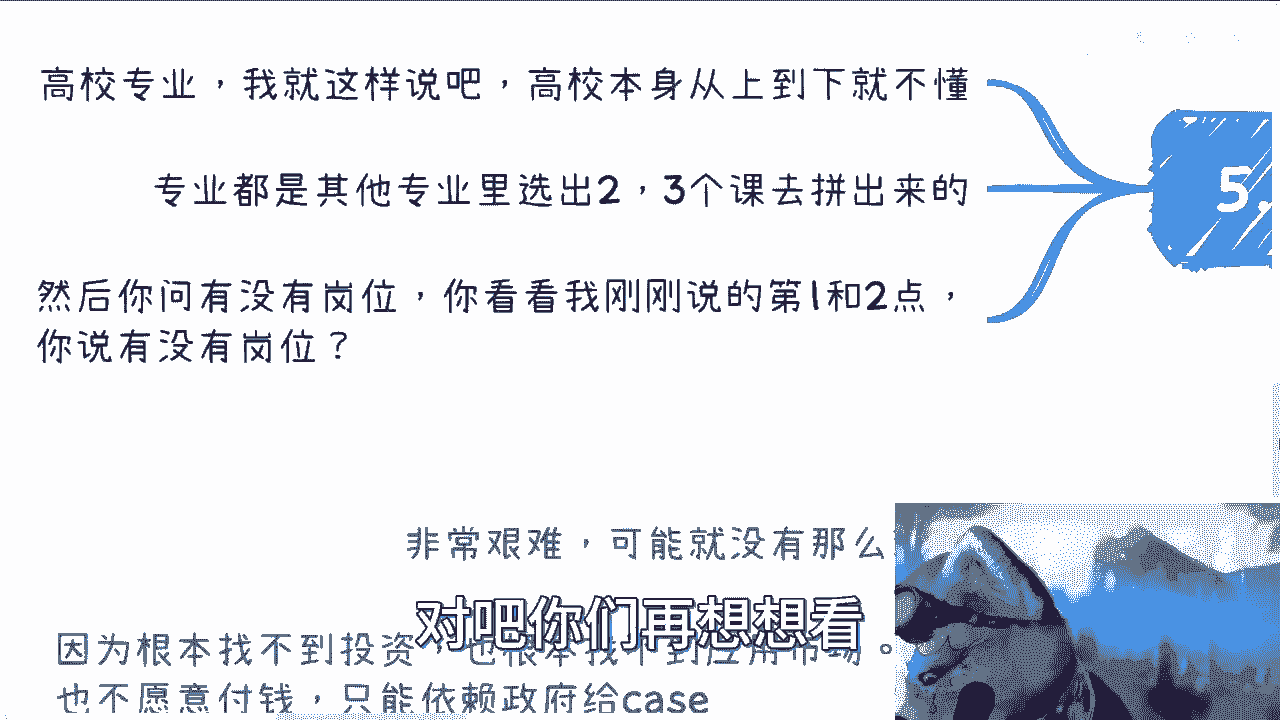 高校专业，我就这样说吧，高校本身从上到下就不懂
专业都是其他专业里选出2，3个课去拼出来的
5.
然后你问有没有岗位，你看看我刚刚说的第1和2点，
你说有没有岗位？
非常艰难，可能就没有那么
对吧你们再想想看
因为根本找不到投资，也根本找不到应用市场。
也不愿意付钱，只能依赖政府给case